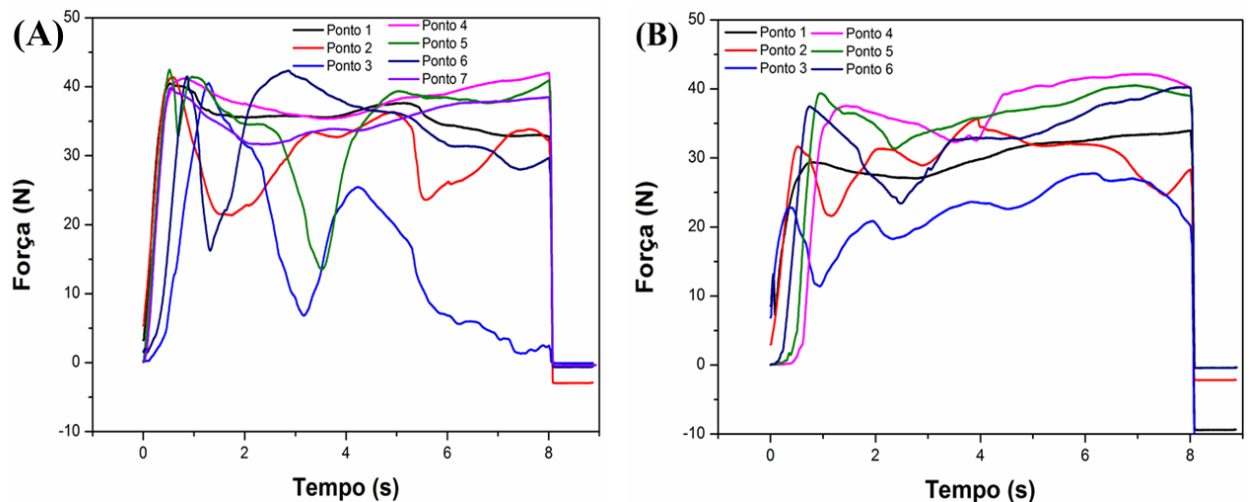 (A)
50
40
30
20
10
0
-10
Força (N)
0
2
4
6
8
Tempo (s)
Ponto 1
Ponto 2
Ponto 3
Ponto 4
Ponto 5
Ponto 6
Ponto 7
(B)
50
40
30
20
10
0
-10
Força (N)
0
2
4
6
8
Tempo (s)
Ponto 1
Ponto 2
Ponto 3
Ponto 4
Ponto 5
Ponto 6